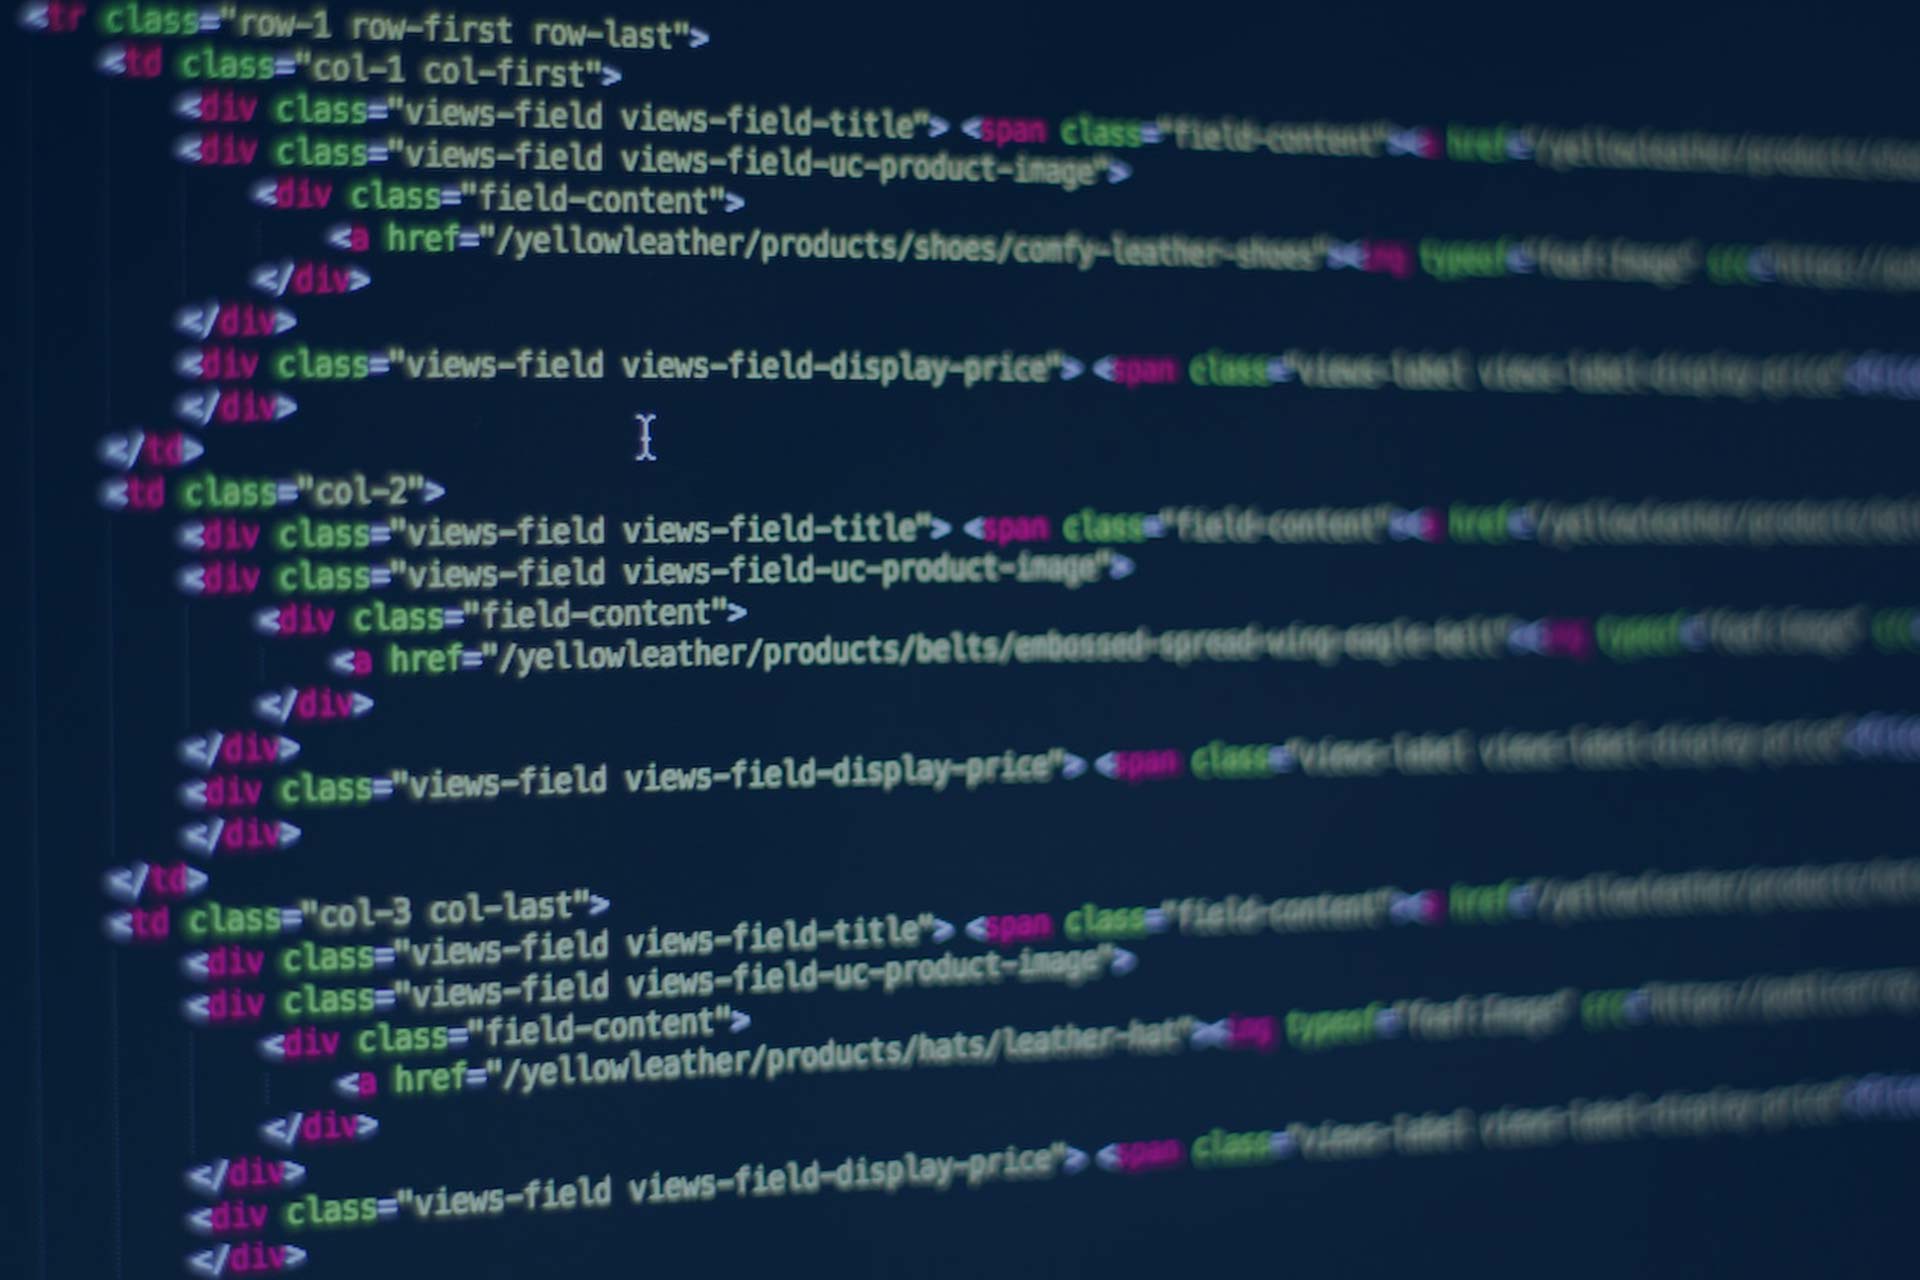 <tr class="row-1 row-first row-last">
<td class="col-1 col-first">
<div class="views-field views-field-title"> <span class="field-content"><a href="/yellowleather/products/
<div class="views-field views-field-uc-product-image">
<div class="field-content">
<a href="/yellowleather/products/shoes/comfy-leather-shoes"><img typeof="foaf:Image" src="https://
</div>
</div>
<div class="views-field views-field-display-price"> <span class="views-label views-label-display-price">
</div>
</td>
<td class="col-2">
<div class="views-field views-field-title"> <span class="field-content"><a href="/yellowleather/products/
<div class="views-field views-field-uc-product-image">
<div class="field-content">
<a href="/yellowleather/products/belts/embossed-spread-wing-eagle-belt"><img typeof="foaf:Image" src=
</div>
</div>
<div class="views-field views-field-display-price"> <span class="views-label views-label-display-price">
</div>
</td>
<td class="col-3 col-last">
<div class="views-field views-field-title"> <span class="field-content"><a href="/yellowleather/products/
<div class="views-field views-field-uc-product-image">
<div class="field-content">
<a href="/yellowleather/products/hats/leather-hat"><img typeof="foaf:Image" src="https://
</div>
</div>
<div class="views-field views-field-display-price"> <span class="views-label views-label-display-price">
</div>